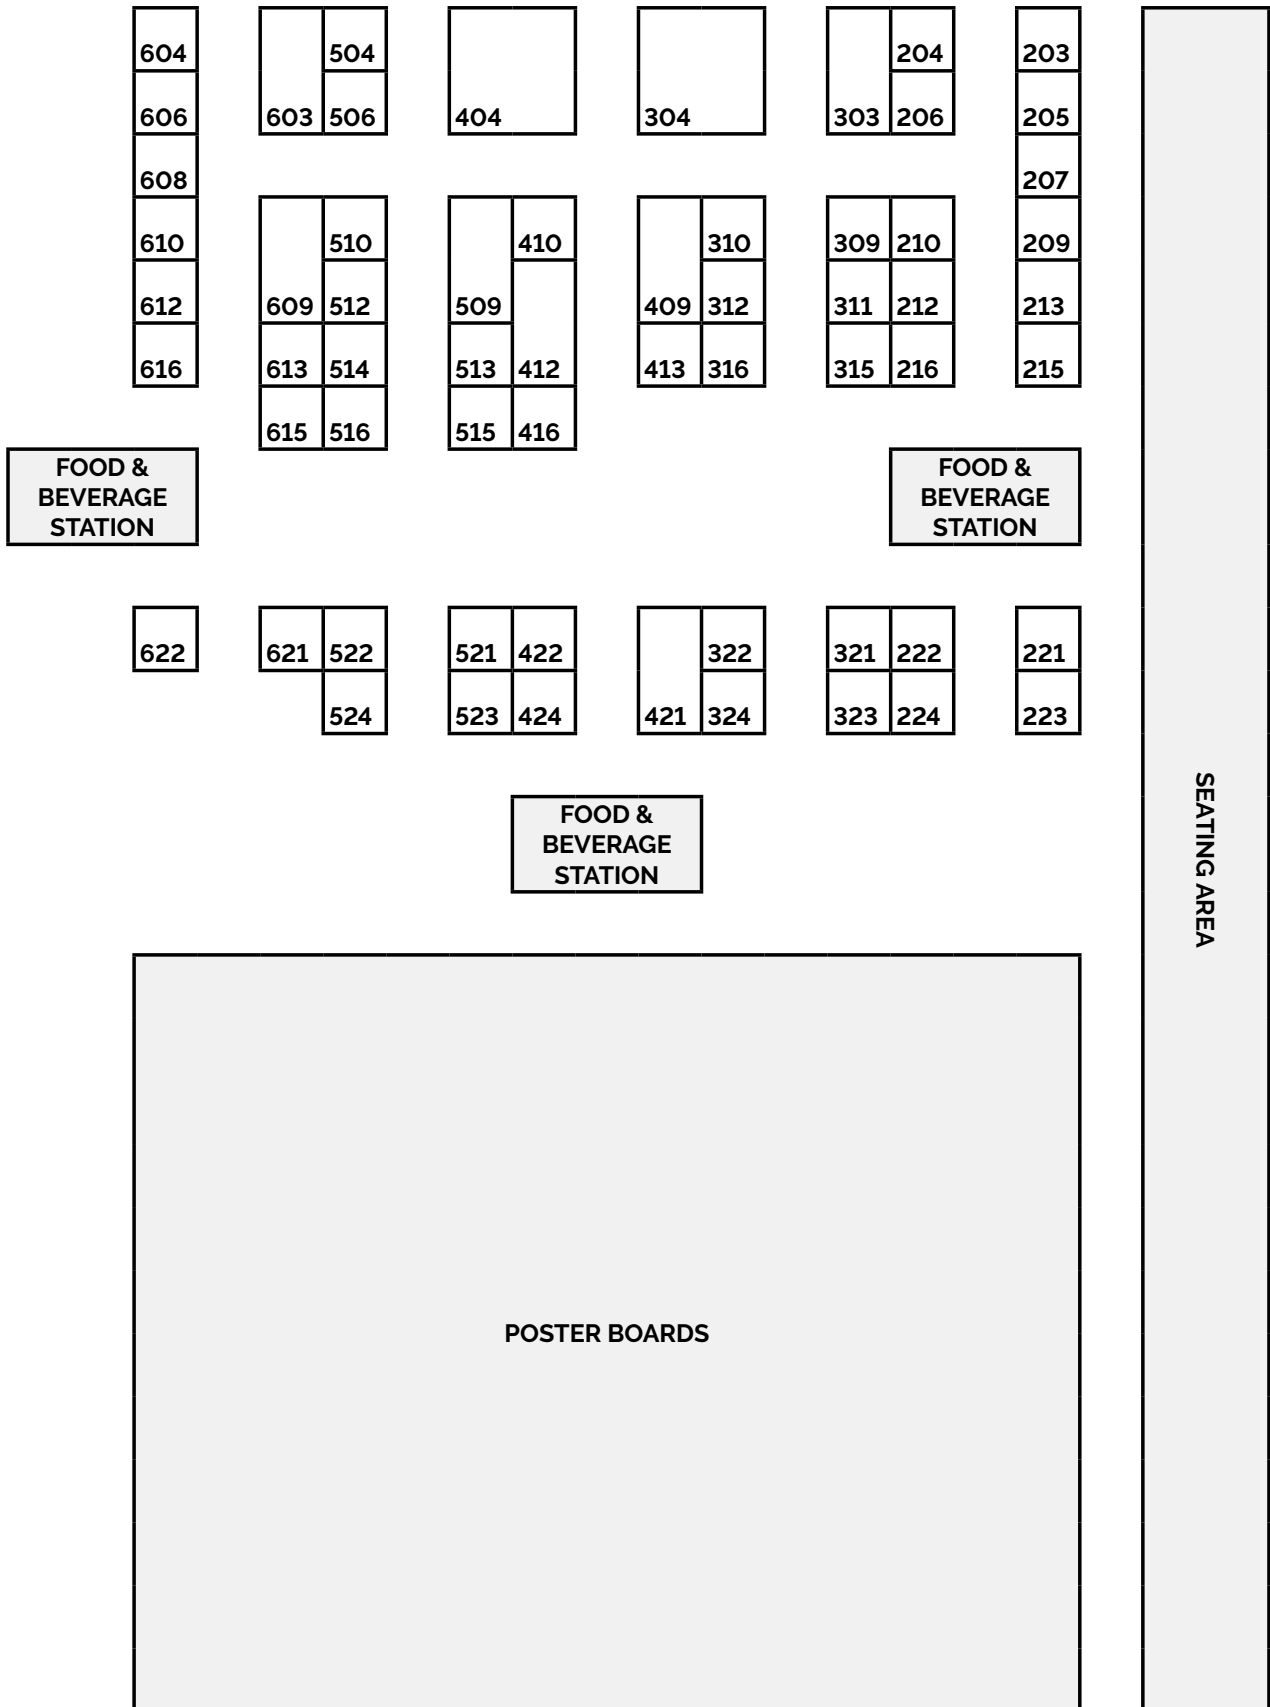 604 504 204 203
606 603 506 404 304 303 206 205
608 207
610 510 410 310 309 210 209
612 609 512 509 409 312 311 212 213
616 613 514 513 412 413 316 315 216 215
615 516 515 416
FOOD &
BEVERAGE
STATION
FOOD &
BEVERAGE
STATION
622 621 522 521 422 322 321 222 221
524 523 424 421 324 323 224 223
FOOD &
BEVERAGE
STATION
SEATING AREA
POSTER BOARDS